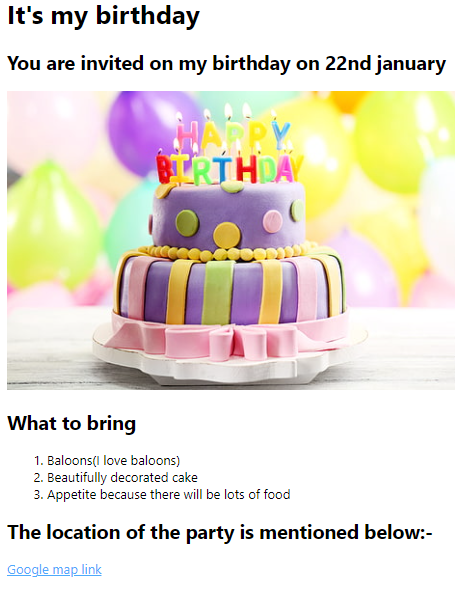 It's my birthday
You are invited on my birthday on 22nd january
HAPPY
BIRTHDAY
What to bring
1. Baloons(I love baloons)
2. Beautifully decorated cake
3. Appetite because there will be lots of food
The location of the party is mentioned below:-
Google map link